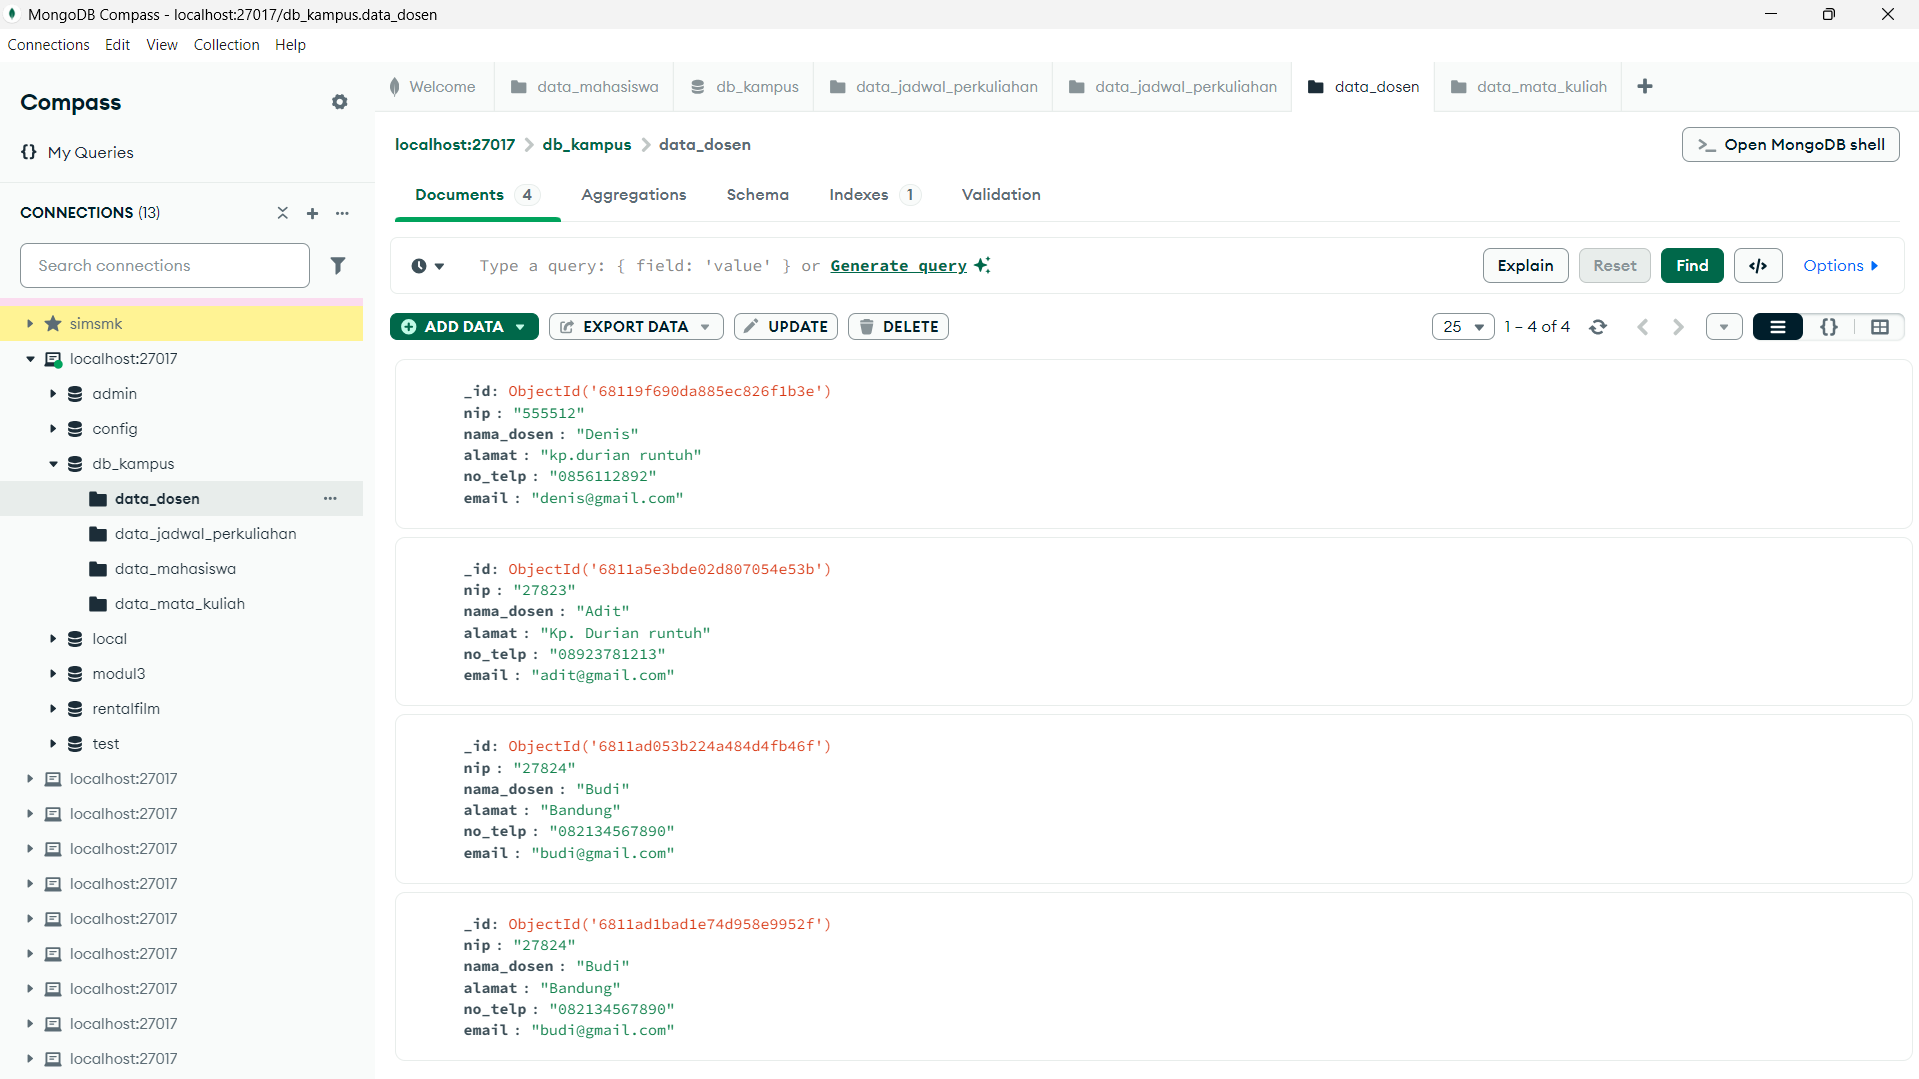 MongoDB Compass - localhost:27017/db_kampus.data_dosen
Connections Edit View Collection Help
Compass
My Queries
CONNECTIONS (13)
Search connections
simsmk
localhost:27017
admin
config
db_kampus
data_dosen
data_jadwal_perkuliahan
data_mahasiswa
data_mata_kuliah
local
modul3
rentalfilm
test
localhost:27017
localhost:27017
localhost:27017
localhost:27017
localhost:27017
localhost:27017
localhost:27017
localhost:27017
localhost:27017
Welcome data_mahasiswa db_kampus data_jadwal_perkuliahan data_jadwal_perkuliahan data_dosen data_mata_kuliah
localhost:27017 > db_kampus > data_dosen
Open MongoDB shell
Documents 4 Aggregations Schema Indexes 1 Validation
Type a query: { field: 'value' } or Generate query
Explain Reset Find </> Options
ADD DATA EXPORT DATA UPDATE DELETE
25 1 – 4 of 4 {}
_id: ObjectId('68119f690da885ec826f1b3e')
nip : "555512"
nama_dosen : "Denis"
alamat : "kp.durian runtuh"
no_telp : "0856112892"
email : "denis@gmail.com"
_id: ObjectId('6811a5e3bde02d807054e53b')
nip : "27823"
nama_dosen : "Adit"
alamat : "Kp. Durian runtuh"
no_telp : "08923781213"
email : "adit@gmail.com"
_id: ObjectId('6811ad053b224a484d4fb46f')
nip : "27824"
nama_dosen : "Budi"
alamat : "Bandung"
no_telp : "082134567890"
email : "budi@gmail.com"
_id: ObjectId('6811ad1bad1e74d958e9952f')
nip : "27824"
nama_dosen : "Budi"
alamat : "Bandung"
no_telp : "082134567890"
email : "budi@gmail.com"